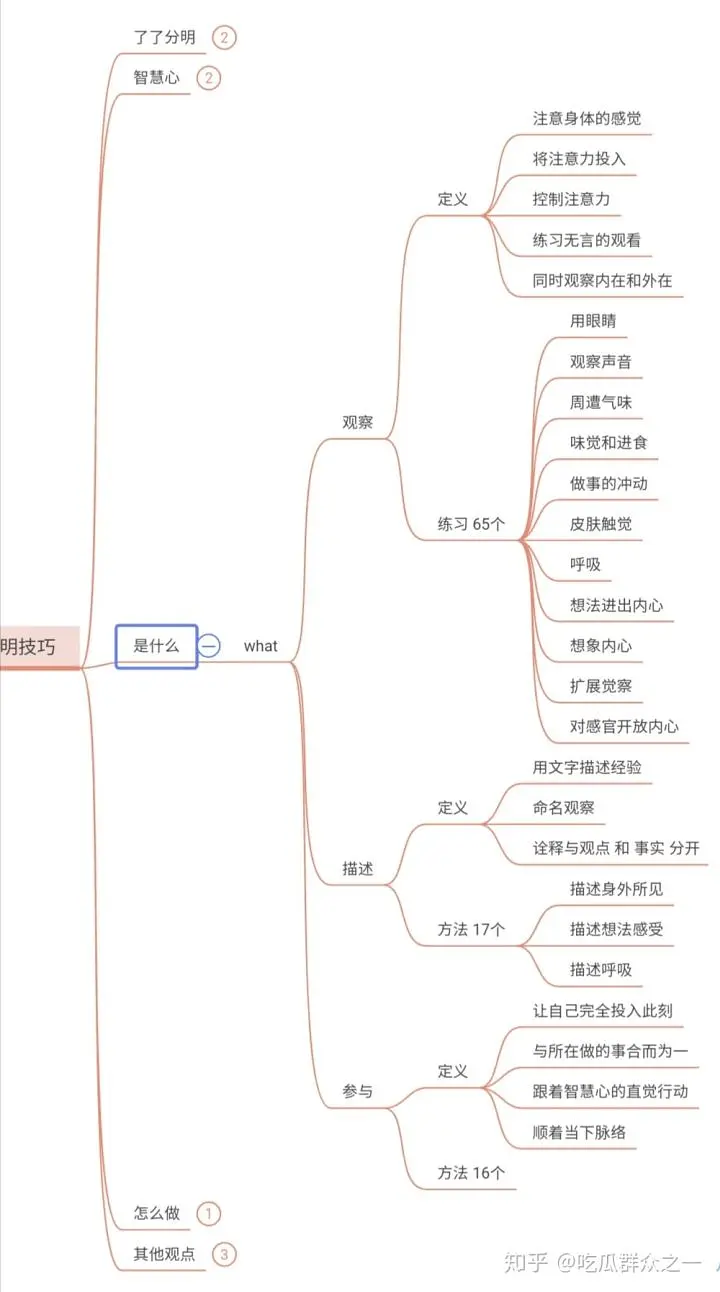 了了分明 2
智慧心 2
注意身体的感觉
将注意力投入
定义
控制注意力
练习无言的观看
同时观察内在和外在
用眼睛
观察声音
周遭气味
观察
味觉和进食
做事的冲动
练习 65个
皮肤触觉
呼吸
想法进出内心
明技巧
是什么
what
想象内心
扩展觉察
对感官开放内心
用文字描述经验
定义
命名观察
诠释与观点 和 事实 分开
描述
描述身外所见
方法 17个
描述想法感受
描述呼吸
让自己完全投入此刻
与所在做的事合而为一
定义
参与
跟着智慧心的直觉行动
顺着当下脉络
方法 16个
怎么做 1
其他观点 3
知乎 @吃瓜群众之一